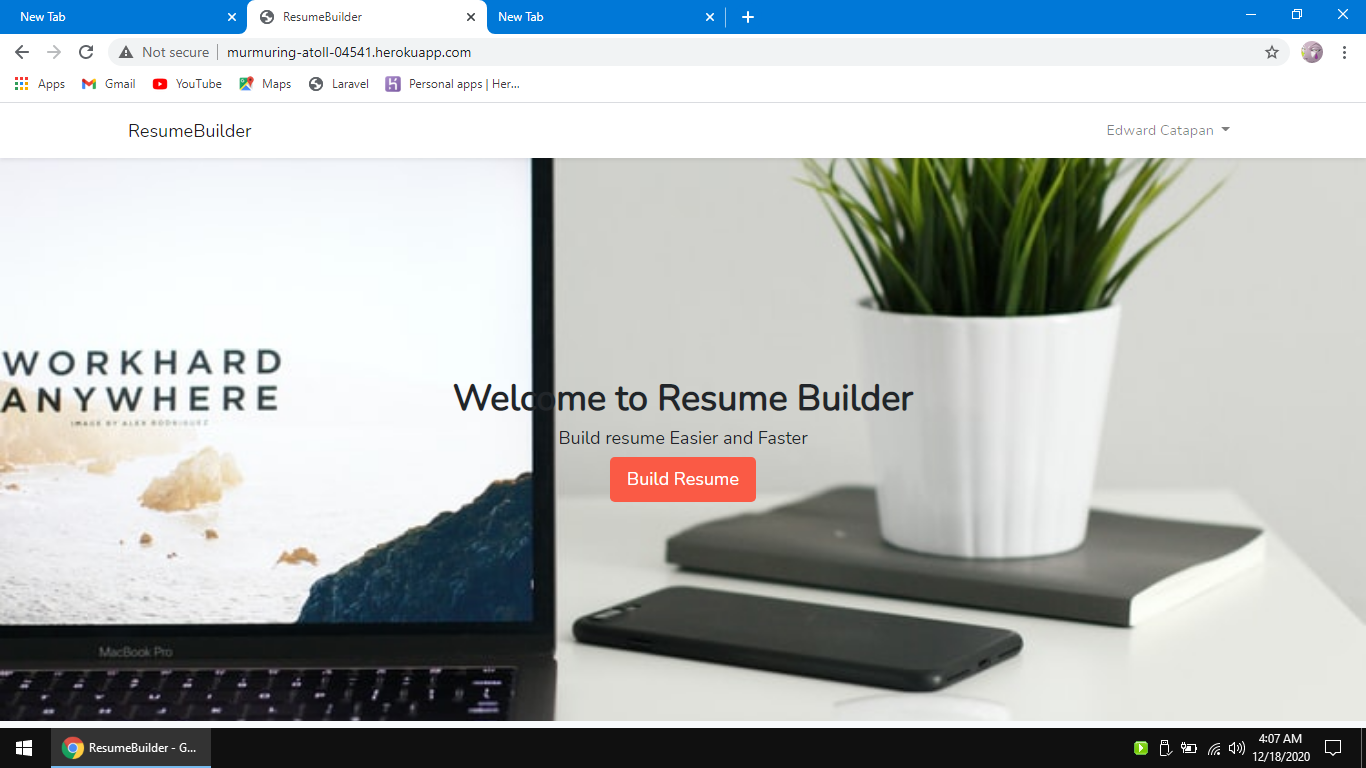 New Tab
ResumeBuilder
New Tab
Not secure
murmuring-atoll-04541.herokuapp.com
Apps
Gmail
YouTube
Maps
Laravel
Personal apps | Her...
ResumeBuilder
Edward Catapan
WORKHARD
ANYWHERE
IMAGE BY ALEX RODRIGUEZ
Welcome to Resume Builder
Build resume Easier and Faster
Build Resume
MacBook Pro
ResumeBuilder - G...
4:07 AM
12/18/2020